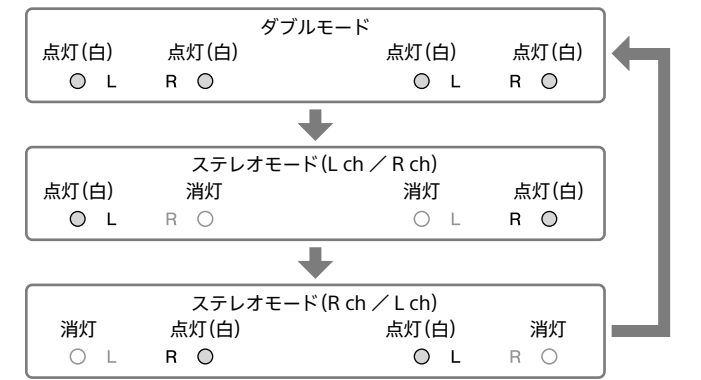 ダブルモード
点灯(白) 点灯(白) 点灯(白) 点灯(白)
L R L R
ステレオモード(L ch / R ch)
点灯(白) 消灯 消灯 点灯(白)
L R L R
ステレオモード(R ch / L ch)
消灯 点灯(白) 点灯(白) 消灯
L R L R